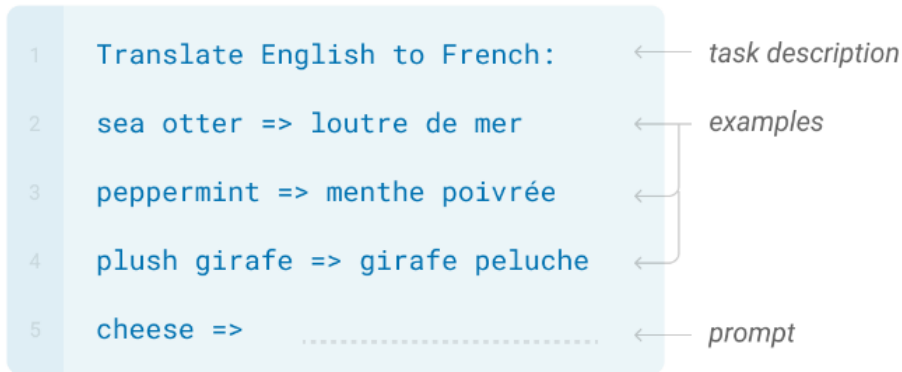 1 Translate English to French: task description
2 sea otter => loutre de mer examples
3 peppermint => menthe poivrée
4 plush girafe => girafe peluche
5 cheese => prompt